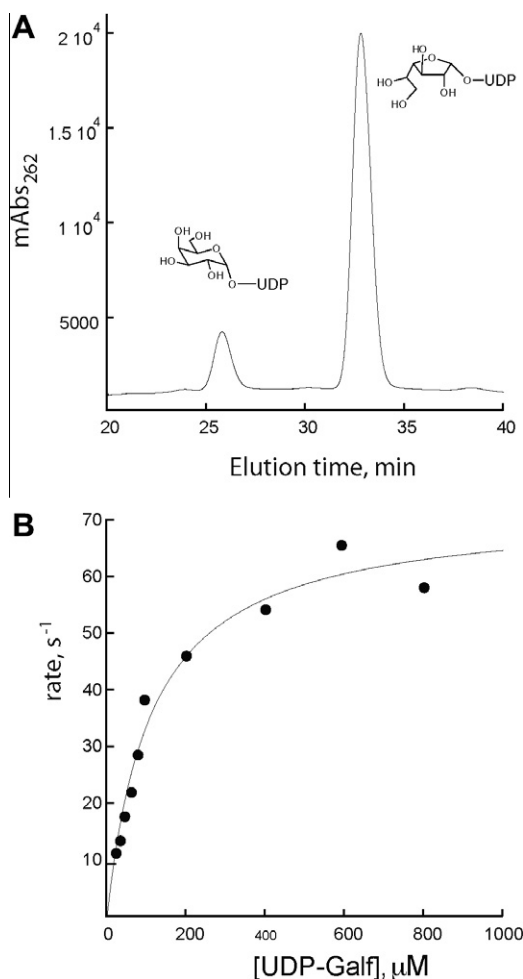 A
2 10⁴
1.5 10⁴
1 10⁴
5000
mAbs₂₆₂
20 25 30 35 40
Elution time, min
OH OH
HO
OH
O
O—UDP
HO
HO
HO
O
OH
O—UDP
B
70
60
50
40
30
20
10
rate, s⁻¹
0 200 400 600 800 1000
[UDP-Galf], μM